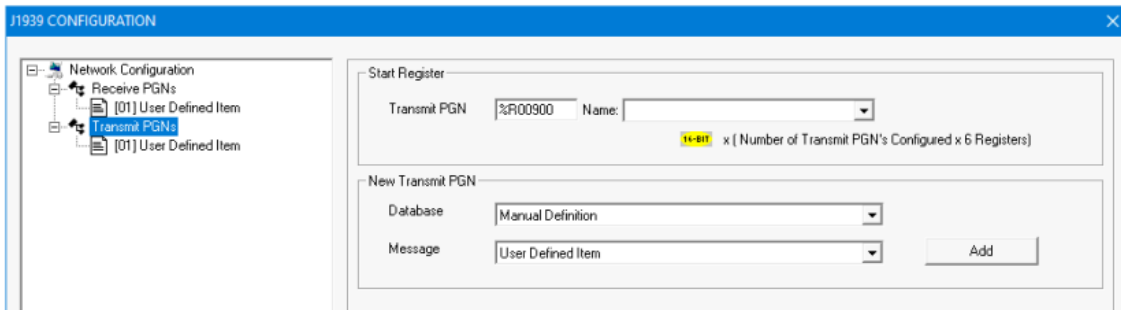 J1939 CONFIGURATION
Network Configuration
Receive PGNs
[01] User Defined Item
Transmit PGNs
[01] User Defined Item
Start Register
Transmit PGN %R00900 Name:
16-BIT x ( Number of Transmit PGN's Configured x 6 Registers)
New Transmit PGN
Database Manual Definition
Message User Defined Item Add